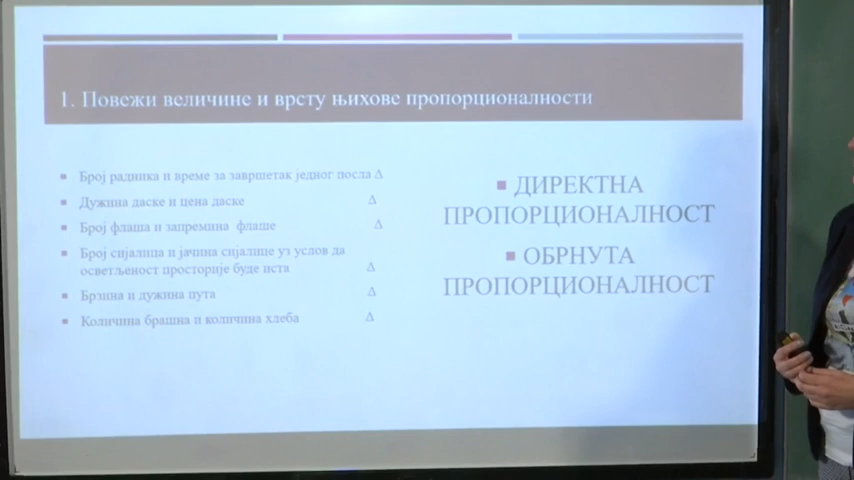 1. Повежи величине и врсту њихове пропорционалности
Број радника и време за завршетак једног посла Δ
Дужина даске и цена даске Δ
Број флаша и запремина флаше Δ
Број сијалица и јачина сијалице уз услов да
осветљеност просторије буде иста Δ
Брзина и дужина пута Δ
Количина брашна и количина хлеба Δ
ДИРЕКТНА
ПРОПОРЦИОНАЛНОСТ
ОБРНУТА
ПРОПОРЦИОНАЛНОСТ